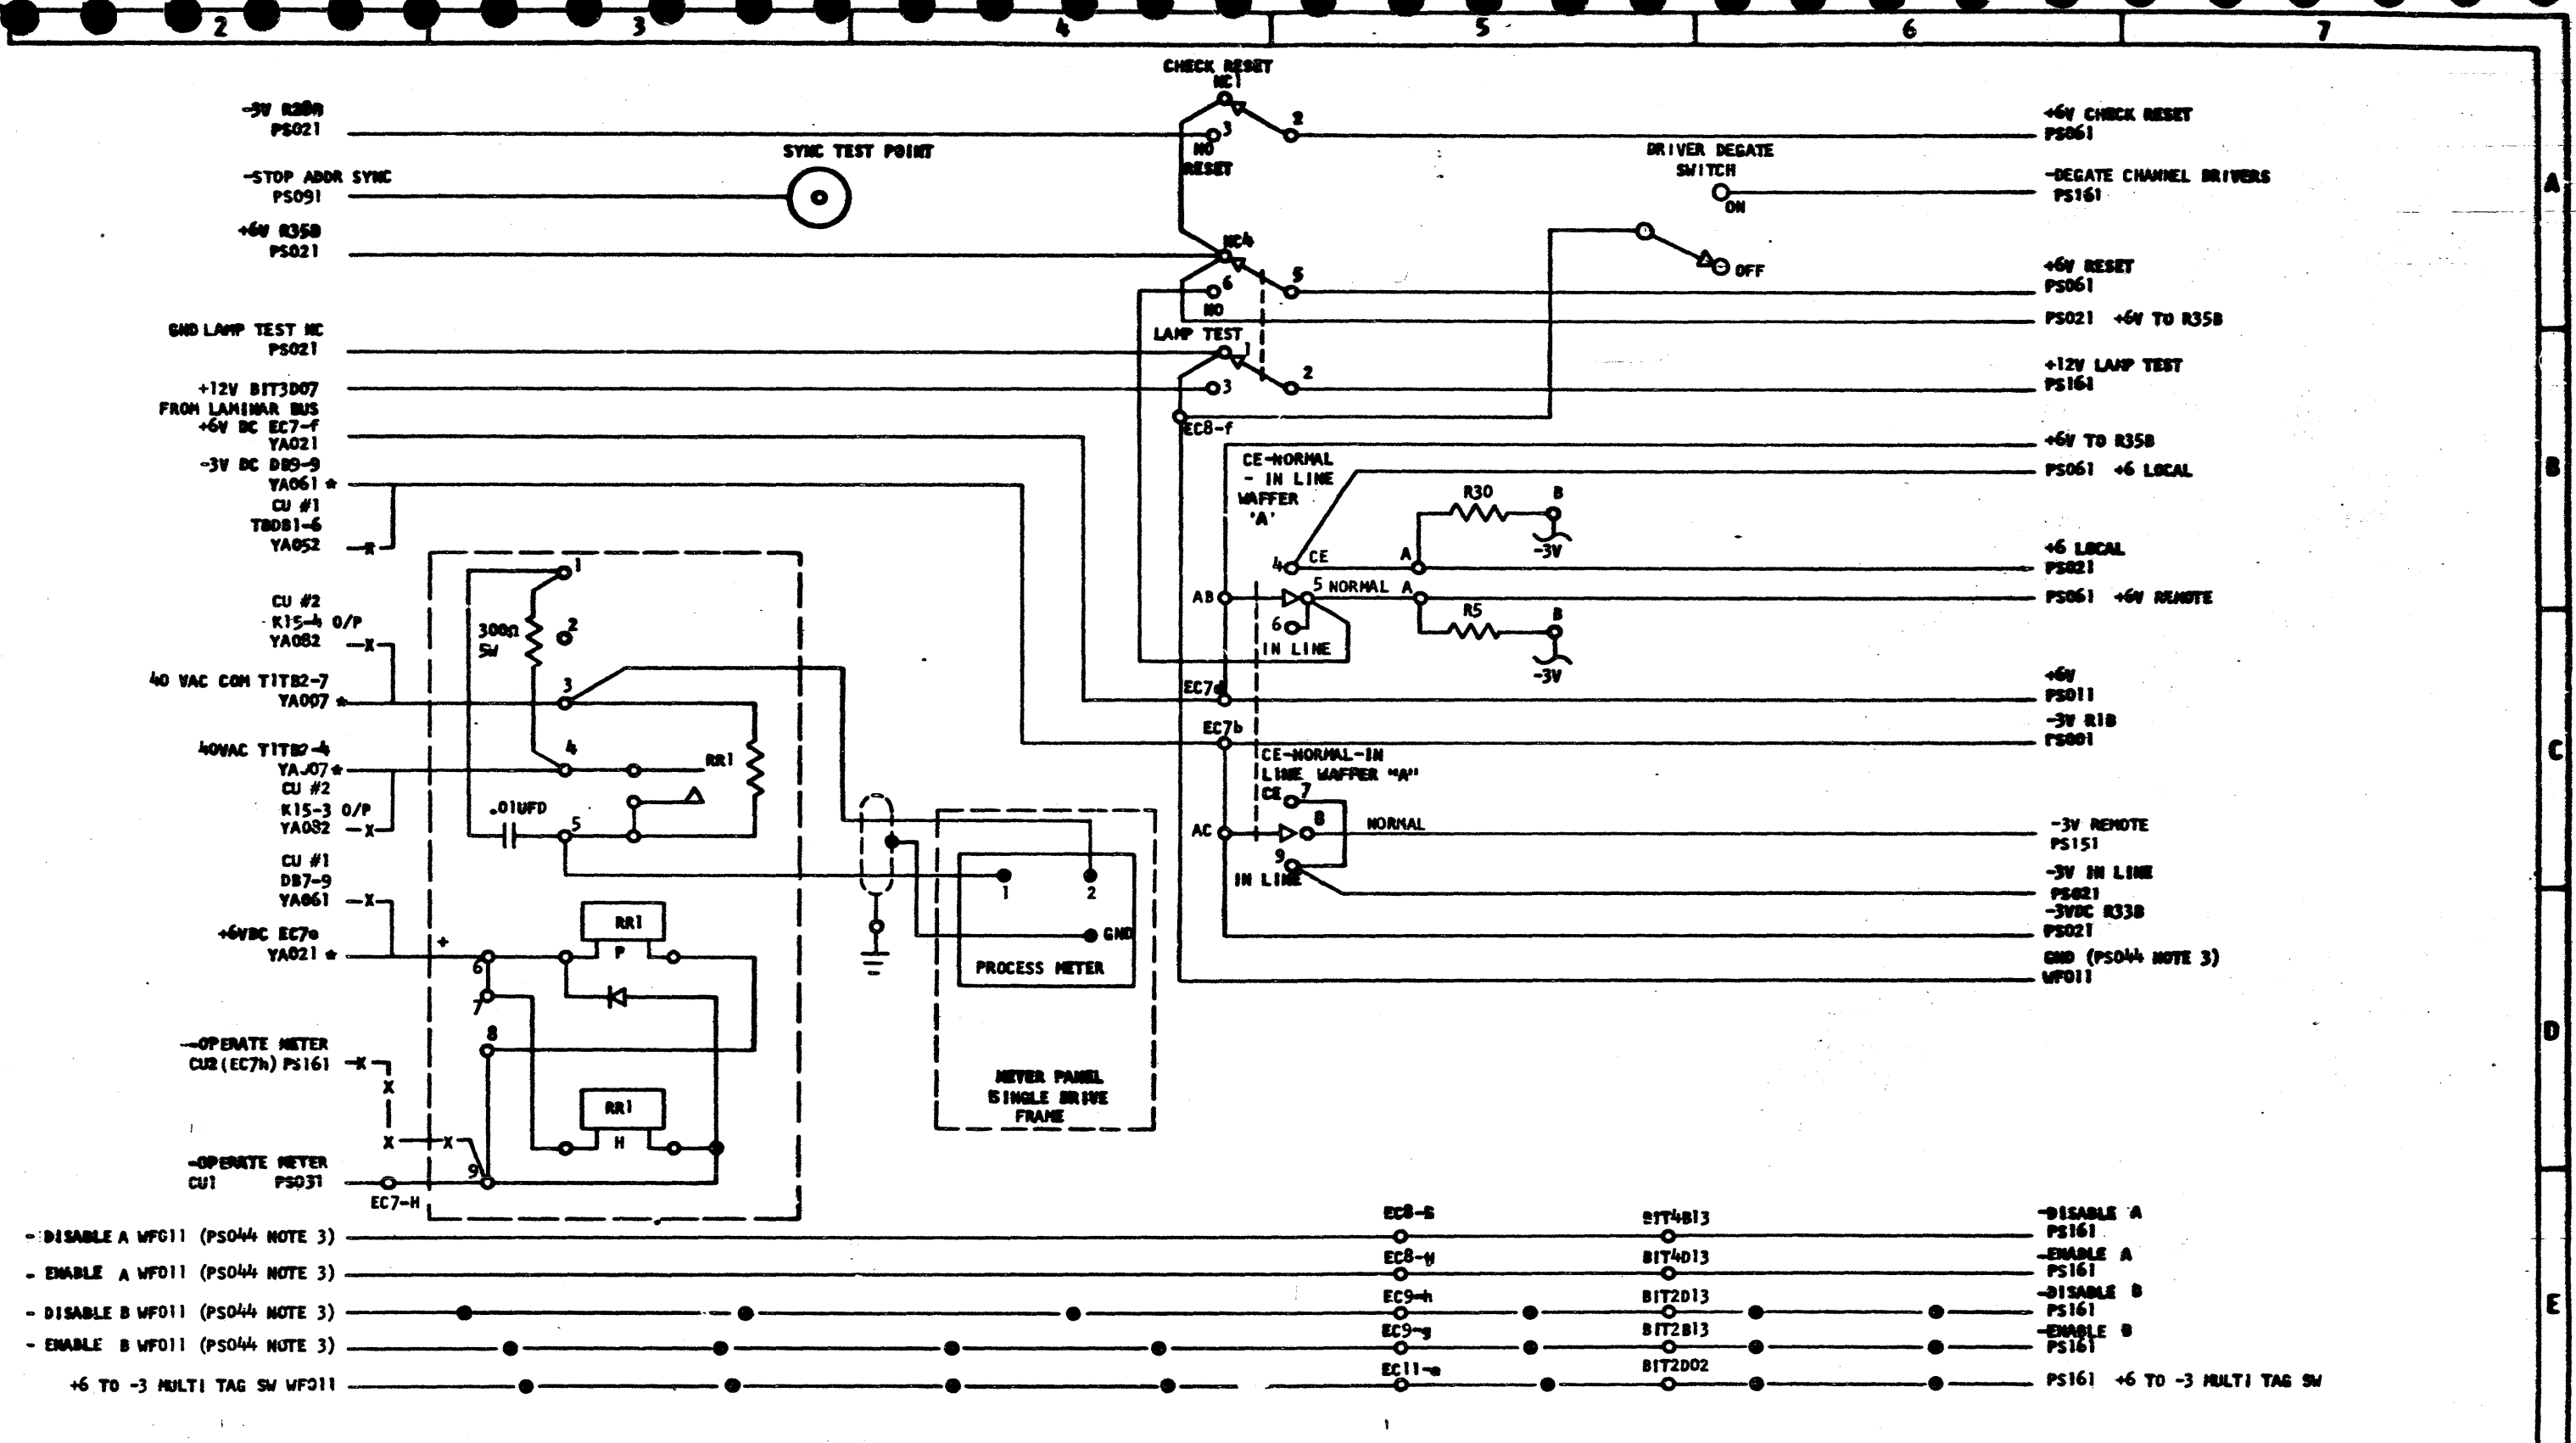 2 3 4 5 6 7
A
B
C
D
E
-3V R28B
PS021
-STOP ADDR SYNC
PS091
+6V R35B
PS021
GND LAMP TEST NC
PS021
+12V BIT3D07
FROM LAMINAR BUS
+6V DC EC7-f
YA021
-3V DC DB9-9
YA061 *
CU #1
TBDB1-6
YA052 -X-
CU #2
K15-4 O/P
YA082 -X-
40 VAC COM T1TB2-7
YA007 *
40VAC T1TB2-4
YA007 *
CU #2
K15-3 O/P
YA082 -X-
CU #1
DB7-9
YA061 -X-
+6VDC EC7e
YA021 *
-OPERATE METER
CU2 (EC7h) PS161 -X-
X
X
X
-OPERATE METER
CU1 PS031
EC7-H
SYNC TEST POINT
1
300Ω
5W
2
3
4
RR1
.01UFD
5
RR1
P
+
6
7
8
RR1
H
9
1
2
GND
PROCESS METER
METER PANEL
SINGLE DRIVE
FRAME
CHECK RESET
NC1
2
3
NO
RESET
NC4
5
6
NO
LAMP TEST
1
2
3
EC8-f
DRIVER DEGATE
SWITCH
ON
OFF
CE-NORMAL
- IN LINE
WAFFER
'A'
R30
B
-3V
4
CE
A
AB
5 NORMAL A
6
IN LINE
R5
B
-3V
EC7d
EC7b
CE-NORMAL-IN
LINE WAFFER "A"
CE 7
AC
8
NORMAL
9
IN LINE
+6V CHECK RESET
PS061
-DEGATE CHANNEL DRIVERS
PS161
+6V RESET
PS061
PS021 +6V TO R35B
+12V LAMP TEST
PS161
+6V TO R35B
PS061 +6 LOCAL
+6 LOCAL
PS021
PS061 +6V REMOTE
+6V
PS011
-3V R1B
PS001
-3V REMOTE
PS151
-3V IN LINE
PS021
-3VDC R33B
PS021
GND (PS044 NOTE 3)
WF011
- DISABLE A WF011 (PS044 NOTE 3)
EC8-G
BIT4B13
-DISABLE A
PS161
- ENABLE A WF011 (PS044 NOTE 3)
EC8-H
BIT4D13
-ENABLE A
PS161
- DISABLE B WF011 (PS044 NOTE 3)
EC9-h
BIT2D13
-DISABLE B
PS161
- ENABLE B WF011 (PS044 NOTE 3)
EC9-g
BIT2B13
-ENABLE B
PS161
+6 TO -3 MULTI TAG SW WF011
EC11-a
BIT2D02
PS161 +6 TO -3 MULTI TAG SW